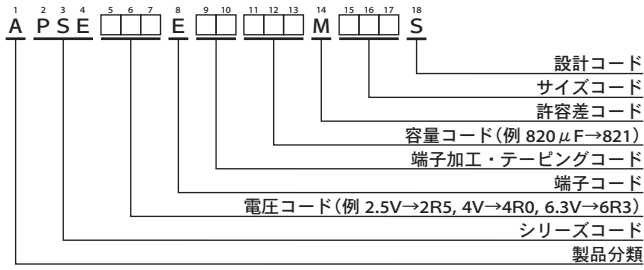 1 2 3 4 5 6 7 8 9 10 11 12 13 14 15 16 17 18
A P S E □□□ E □□ □□□ M □□□ S
設計コード
サイズコード
許容差コード
容量コード（例 820μF→821）
端子加工・テーピングコード
端子コード
電圧コード（例 2.5V→2R5, 4V→4R0, 6.3V→6R3）
シリーズコード
製品分類